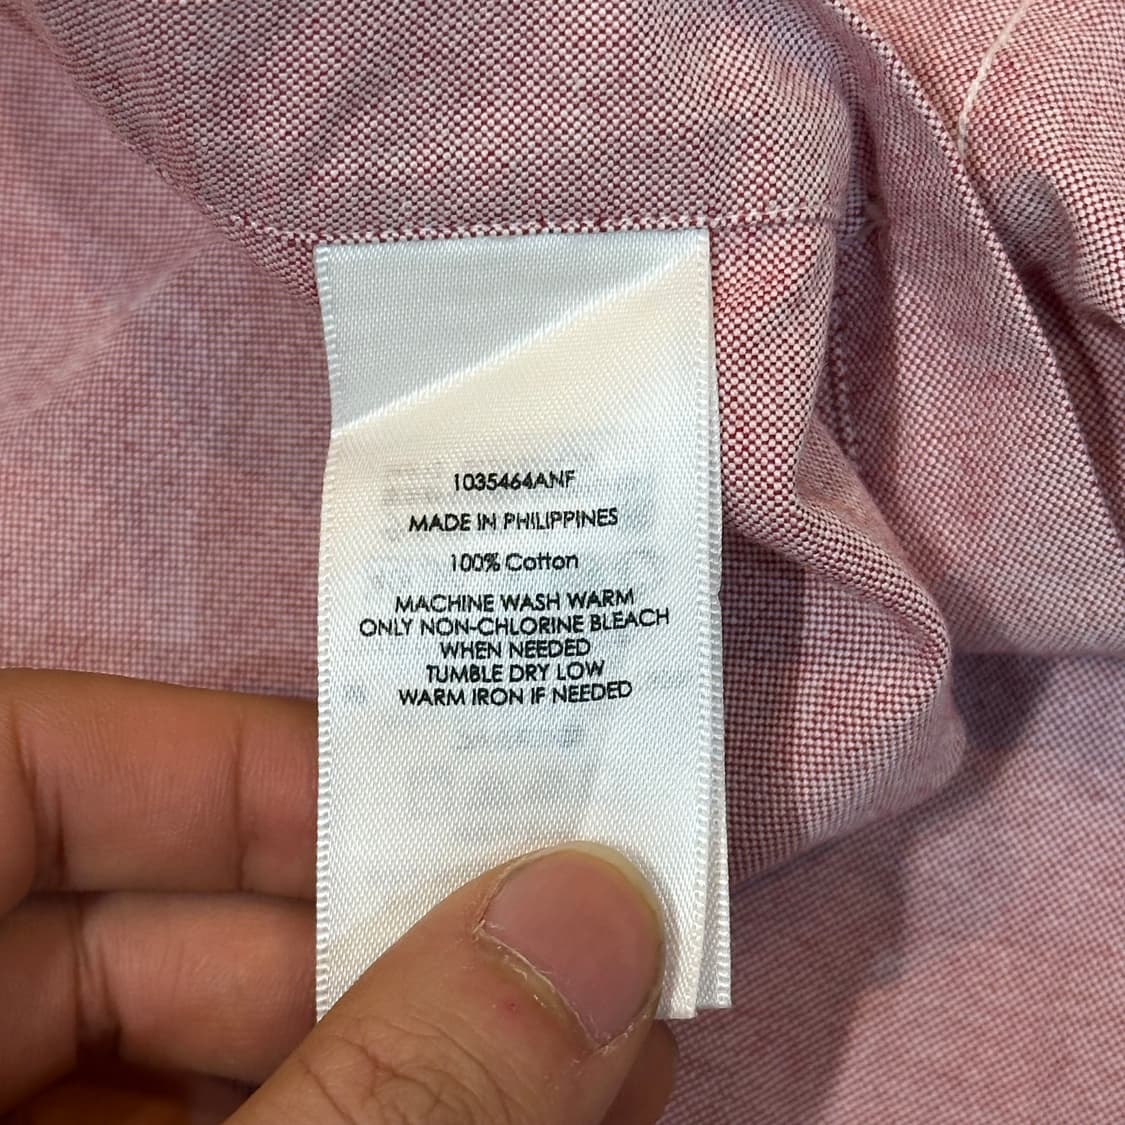 1035464ANF
MADE IN PHILIPPINES
100% Cotton
MACHINE WASH WARM
ONLY NON-CHLORINE BLEACH
WHEN NEEDED
TUMBLE DRY LOW
WARM IRON IF NEEDED